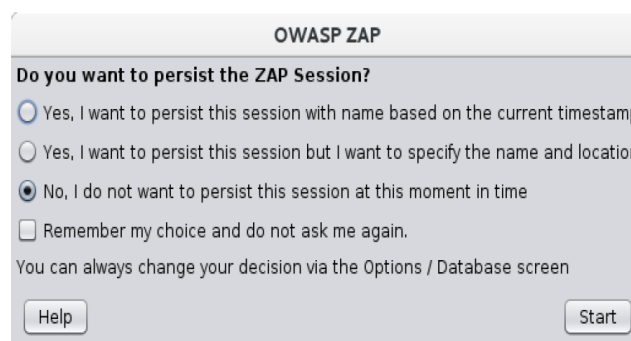 OWASP ZAP
Do you want to persist the ZAP Session?
Yes, I want to persist this session with name based on the current timestam
Yes, I want to persist this session but I want to specify the name and locatio
No, I do not want to persist this session at this moment in time
Remember my choice and do not ask me again.
You can always change your decision via the Options / Database screen
Help
Start